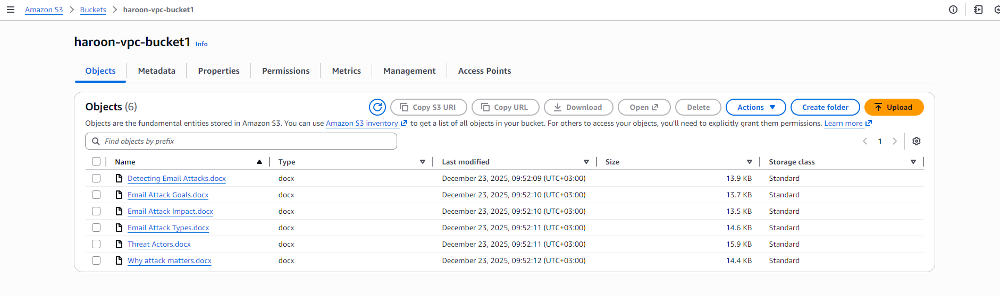 Amazon S3 > Buckets > haroon-vpc-bucket1
haroon-vpc-bucket1 Info
Objects Metadata Properties Permissions Metrics Management Access Points
Objects (6) Copy S3 URI Copy URL Download Open Delete Actions Create folder Upload
Objects are the fundamental entities stored in Amazon S3. You can use Amazon S3 inventory to get a list of all objects in your bucket. For others to access your objects, you'll need to explicitly grant them permissions. Learn more
Find objects by prefix 1
Name Type Last modified Size Storage class
Detecting Email Attacks.docx docx December 23, 2025, 09:52:09 (UTC+03:00) 13.9 KB Standard
Email Attack Goals.docx docx December 23, 2025, 09:52:10 (UTC+03:00) 13.7 KB Standard
Email Attack Impact.docx docx December 23, 2025, 09:52:10 (UTC+03:00) 13.5 KB Standard
Email Attack Types.docx docx December 23, 2025, 09:52:11 (UTC+03:00) 14.6 KB Standard
Threat Actors.docx docx December 23, 2025, 09:52:11 (UTC+03:00) 15.9 KB Standard
Why attack matters.docx docx December 23, 2025, 09:52:12 (UTC+03:00) 14.4 KB Standard